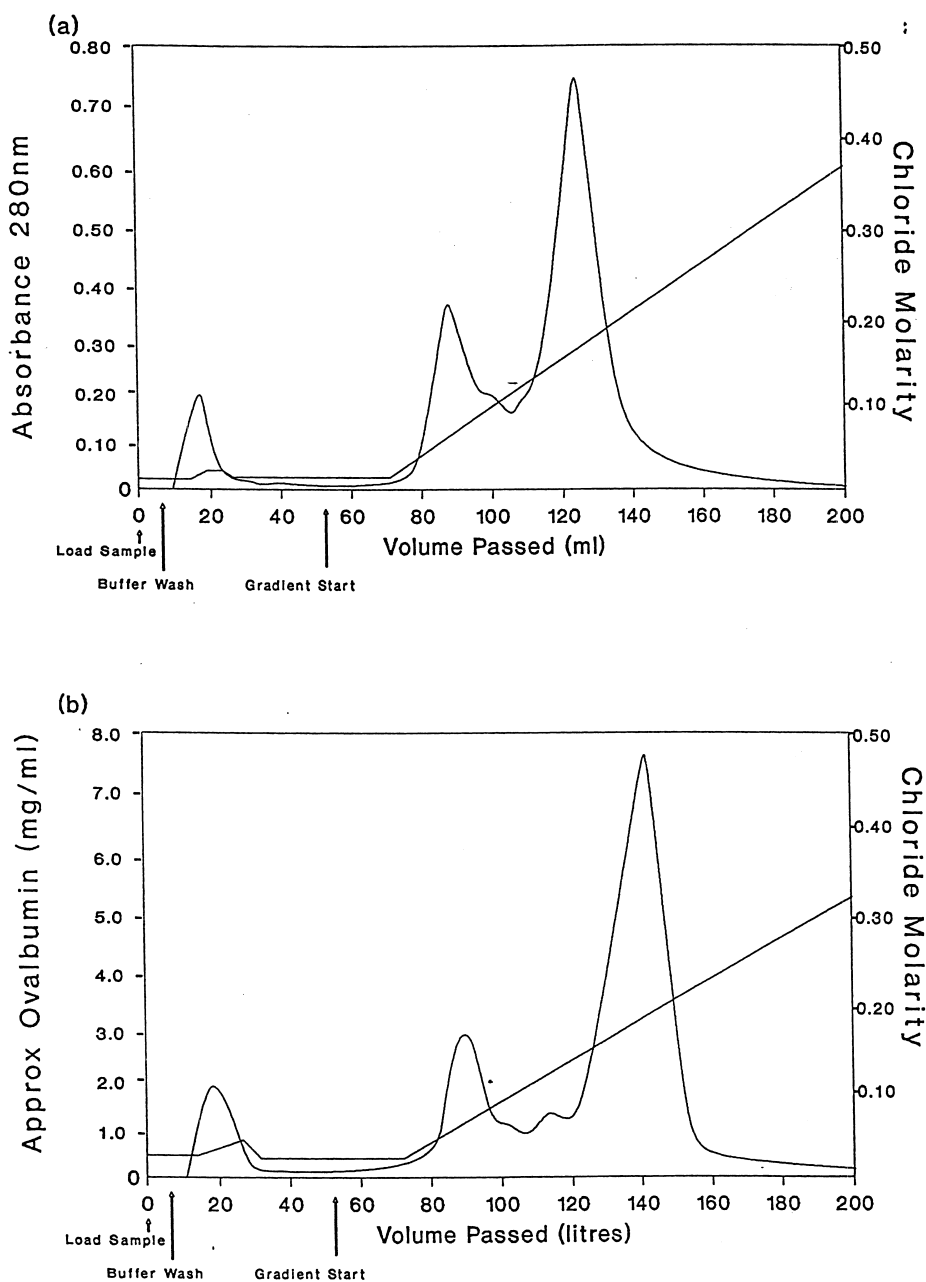 (a)
0.80
0.70
0.60
0.50
0.40
0.30
0.20
0.10
0
Absorbance 280nm
0.50
0.40
0.30
0.20
0.10
Chloride Molarity
0 20 40 60 80 100 120 140 160 180 200
Load Sample
Volume Passed (ml)
Buffer Wash
Gradient Start
(b)
8.0
7.0
6.0
5.0
4.0
3.0
2.0
1.0
0
Approx Ovalbumin (mg/ml)
0.50
0.40
0.30
0.20
0.10
Chloride Molarity
0 20 40 60 80 100 120 140 160 180 200
Load Sample
Volume Passed (litres)
Buffer Wash
Gradient Start